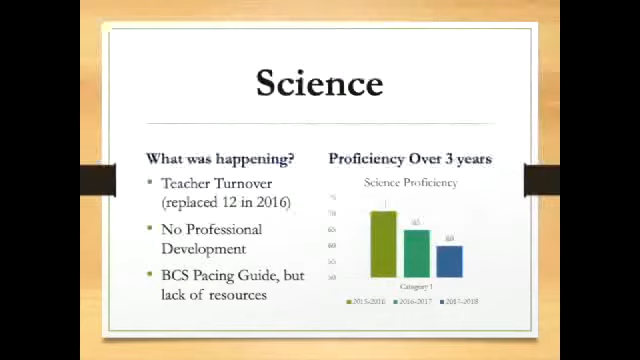 Science
What was happening?
Teacher Turnover
(replaced 12 in 2016)
No Professional
Development
BCS Pacing Guide, but
lack of resources
Proficiency Over 3 years
Science Proficiency
75
70
65
65
60
60
55
50
Category 1
2015-2016 2016-2017 2017-2018